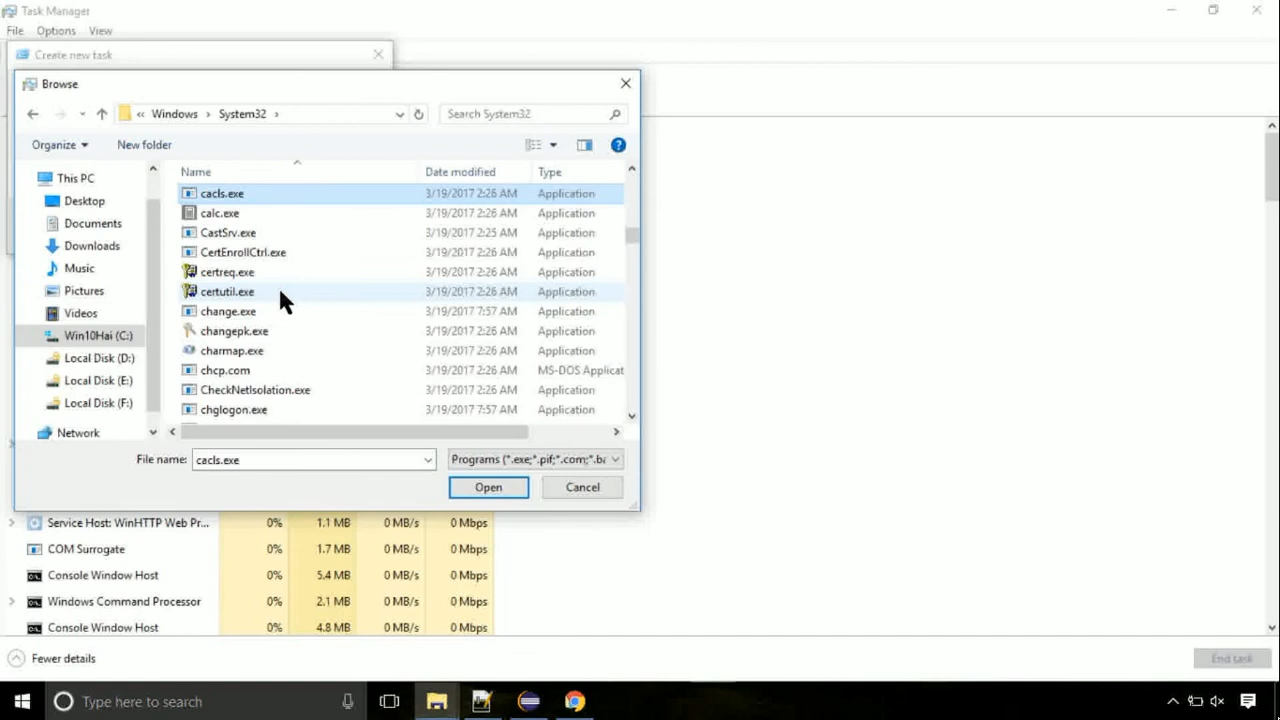 Task Manager
File Options View
Create new task
Browse
« Windows › System32 ›
Search System32
Organize
New folder
Name Date modified Type
This PC
Desktop
Documents
Downloads
Music
Pictures
Videos
Win10Hai (C:)
Local Disk (D:)
Local Disk (E:)
Local Disk (F:)
Network
cacls.exe 3/19/2017 2:26 AM Application
calc.exe 3/19/2017 2:26 AM Application
CastSrv.exe 3/19/2017 2:25 AM Application
CertEnrollCtrl.exe 3/19/2017 2:26 AM Application
certreq.exe 3/19/2017 2:26 AM Application
certutil.exe 3/19/2017 2:26 AM Application
change.exe 3/19/2017 7:57 AM Application
changepk.exe 3/19/2017 2:26 AM Application
charmap.exe 3/19/2017 2:26 AM Application
chcp.com 3/19/2017 2:26 AM MS-DOS Applicat
CheckNetIsolation.exe 3/19/2017 2:26 AM Application
chglogon.exe 3/19/2017 7:57 AM Application
File name: cacls.exe
Programs (*.exe;*.pif;*.com;*.ba
Open Cancel
Service Host: WinHTTP Web Pr... 0% 1.1 MB 0 MB/s 0 Mbps
COM Surrogate 0% 1.7 MB 0 MB/s 0 Mbps
Console Window Host 0% 5.4 MB 0 MB/s 0 Mbps
Windows Command Processor 0% 2.1 MB 0 MB/s 0 Mbps
Console Window Host 0% 4.8 MB 0 MB/s 0 Mbps
Fewer details
End task
Type here to search